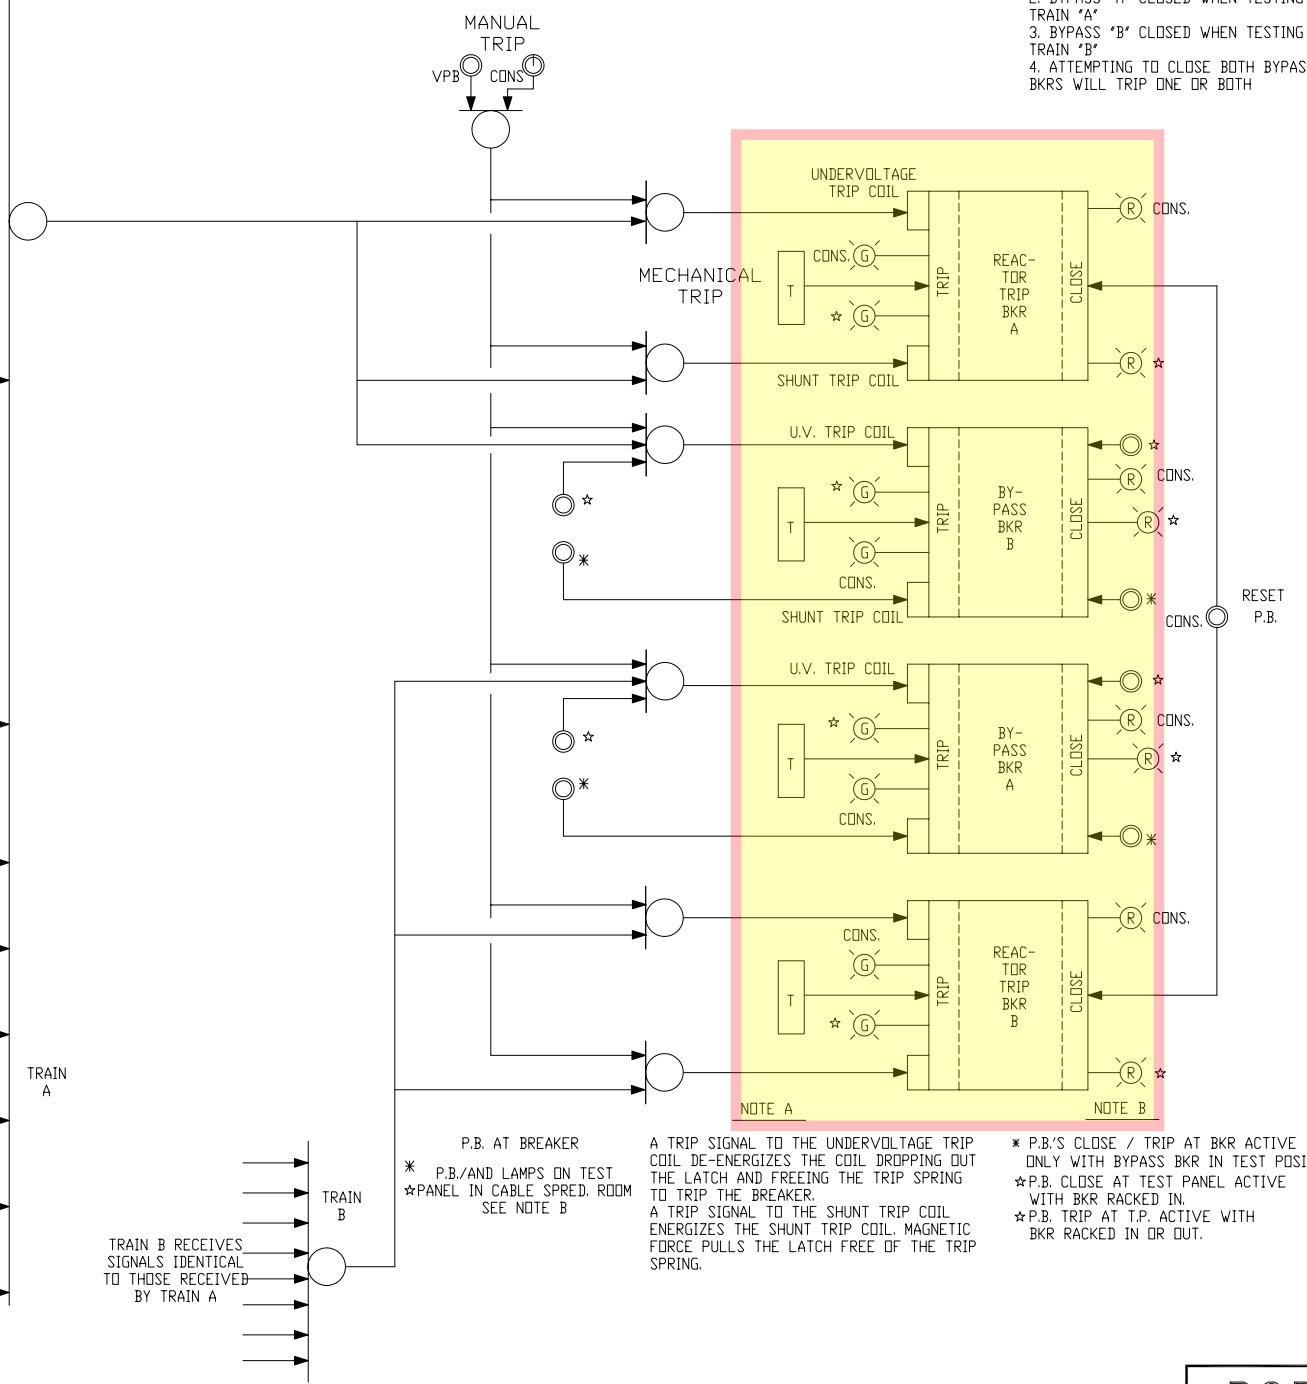 TRAIN "A"
3. BYPASS "B" CLOSED WHEN TESTING
TRAIN "B"
4. ATTEMPTING TO CLOSE BOTH BYPAS
BKRS WILL TRIP ONE OR BOTH
MANUAL
TRIP
VPB
CONS
UNDERVOLTAGE
TRIP COIL
R
CONS.
CONS.
G
MECHANICAL
TRIP
T
TRIP
REAC-
TOR
TRIP
BKR
A
CLOSE
☆
G
SHUNT TRIP COIL
R
☆
U.V. TRIP COIL
☆
☆
G
R
CONS.
☆
T
TRIP
BY-
PASS
BKR
B
CLOSE
R
☆
*
G
CONS.
SHUNT TRIP COIL
*
CONS.
RESET
P.B.
U.V. TRIP COIL
☆
☆
G
R
CONS.
☆
T
TRIP
BY-
PASS
BKR
A
CLOSE
R
☆
*
G
CONS.
*
R
CONS.
CONS.
G
T
TRIP
REAC-
TOR
TRIP
BKR
B
CLOSE
☆
G
R
☆
TRAIN
A
NOTE A
NOTE B
P.B. AT BREAKER
*
P.B./AND LAMPS ON TEST
☆PANEL IN CABLE SPRED. ROOM
SEE NOTE B
A TRIP SIGNAL TO THE UNDERVOLTAGE TRIP
COIL DE-ENERGIZES THE COIL DROPPING OUT
THE LATCH AND FREEING THE TRIP SPRING
TO TRIP THE BREAKER.
A TRIP SIGNAL TO THE SHUNT TRIP COIL
ENERGIZES THE SHUNT TRIP COIL. MAGNETIC
FORCE PULLS THE LATCH FREE OF THE TRIP
SPRING.
* P.B.'S CLOSE / TRIP AT BKR ACTIVE
ONLY WITH BYPASS BKR IN TEST POSI
☆P.B. CLOSE AT TEST PANEL ACTIVE
WITH BKR RACKED IN.
☆P.B. TRIP AT T.P. ACTIVE WITH
BKR RACKED IN OR OUT.
TRAIN
B
TRAIN B RECEIVES
SIGNALS IDENTICAL
TO THOSE RECEIVED
BY TRAIN A